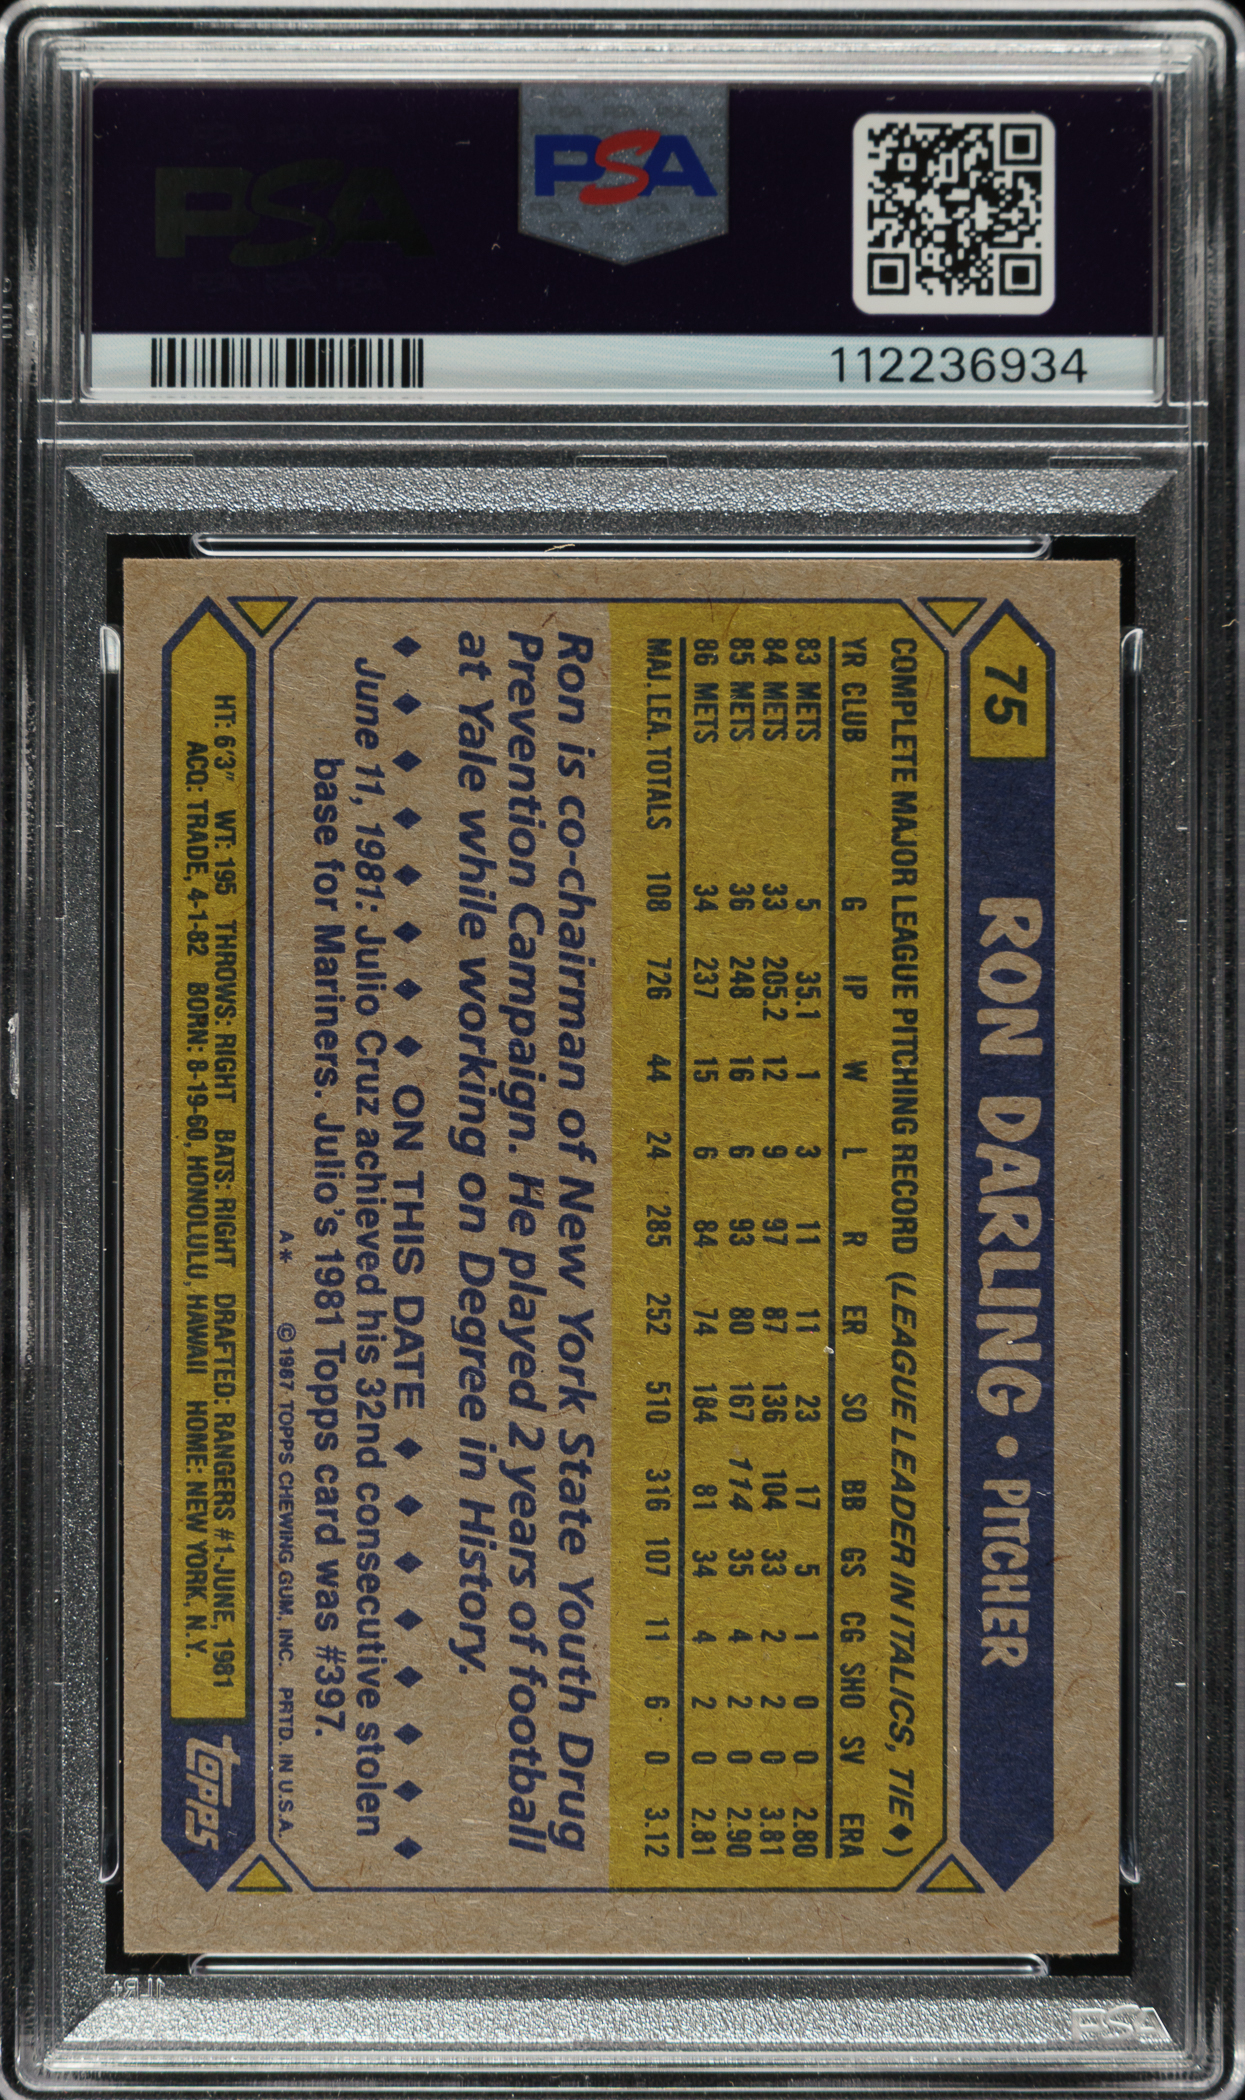 PSA
PSA
112236934
75 RON DARLING • PITCHER
COMPLETE MAJOR LEAGUE PITCHING RECORD (LEAGUE LEADER IN ITALICS, TIE◆)
YR CLUB G IP W L R ER SO BB GS CG SHO SV ERA
83 METS 5 35.1 1 3 11 11 23 17 5 1 0 0 2.80
84 METS 33 205.2 12 9 97 87 136 104 33 2 2 0 3.81
85 METS 36 248 16 6 93 80 167 114 35 4 2 0 2.90
86 METS 34 237 15 6 84 74 184 81 34 4 2 0 2.81
MAJ. LEA. TOTALS 108 726 44 24 285 252 510 316 107 11 6 0 3.12
Ron is co-chairman of New York State Youth Drug
Prevention Campaign. He played 2 years of football
at Yale while working on Degree in History.
◆ ◆ ◆ ◆ ◆ ◆ ◆ ◆ ON THIS DATE ◆ ◆ ◆ ◆ ◆ ◆ ◆ ◆
June 11, 1981: Julio Cruz achieved his 32nd consecutive stolen
base for Mariners. Julio's 1981 Topps card was #397.
A* ©1987 TOPPS CHEWING GUM, INC. PRTD. IN U.S.A.
HT: 6'3" WT: 195 THROWS: RIGHT BATS: RIGHT DRAFTED: RANGERS #1-JUNE, 1981
ACQ: TRADE, 4-1-82 BORN: 8-19-60, HONOLULU, HAWAII HOME: NEW YORK, N.Y.
TOPPS
PSA